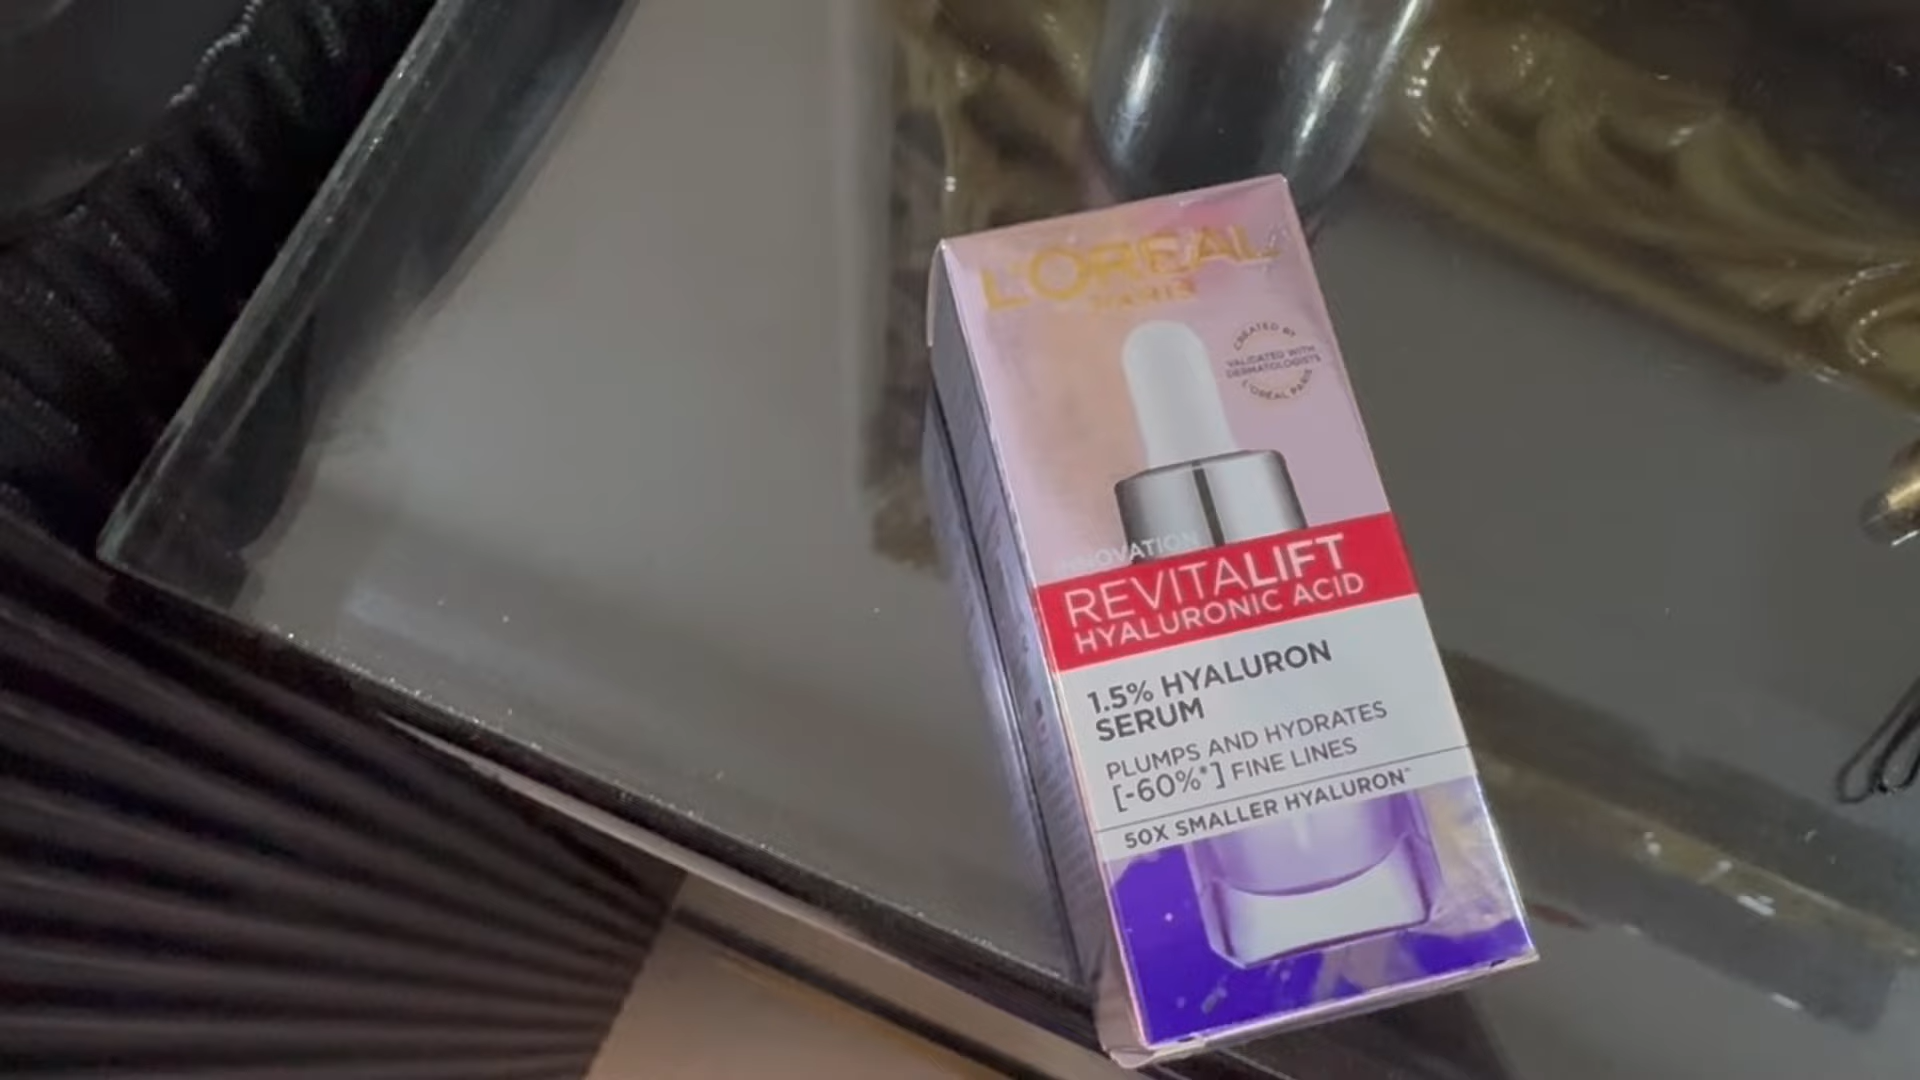 L'ORÉAL
PARIS
CREATED BY
VALIDATED WITH
DERMATOLOGISTS
L'ORÉAL PARIS
INNOVATION
REVITALIFT
HYALURONIC ACID
1.5% HYALURON
SERUM
PLUMPS AND HYDRATES
[-60%*] FINE LINES
50X SMALLER HYALURON™